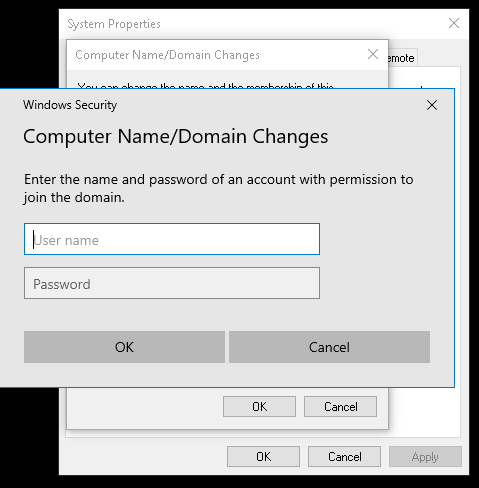 System Properties
Computer Name/Domain Changes
emote
You can change the name and the membership of this
Windows Security
Computer Name/Domain Changes
Enter the name and password of an account with permission to
join the domain.
User name
Password
OK Cancel
OK Cancel
OK Cancel Apply